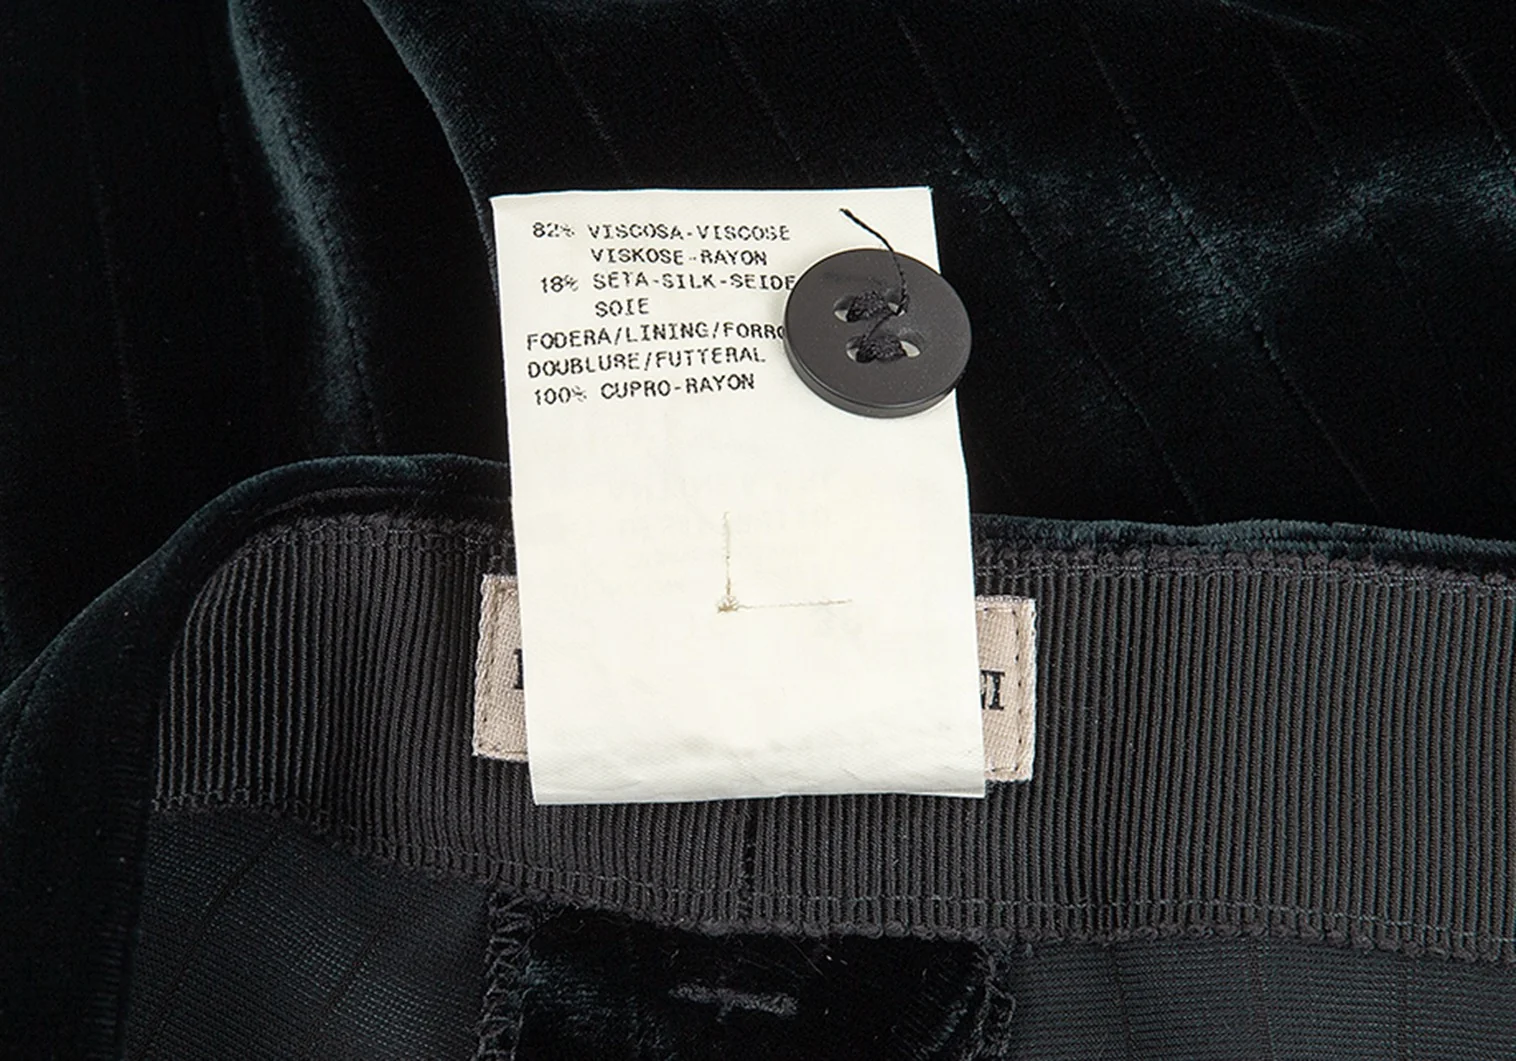 82% VISCOSA-VISCOSE
VISKOSE-RAYON
18% SETA-SILK-SEIDE
SOIE
FODERA/LINING/FORRO
DOUBLURE/FUTTERAL
100% CUPRO-RAYON